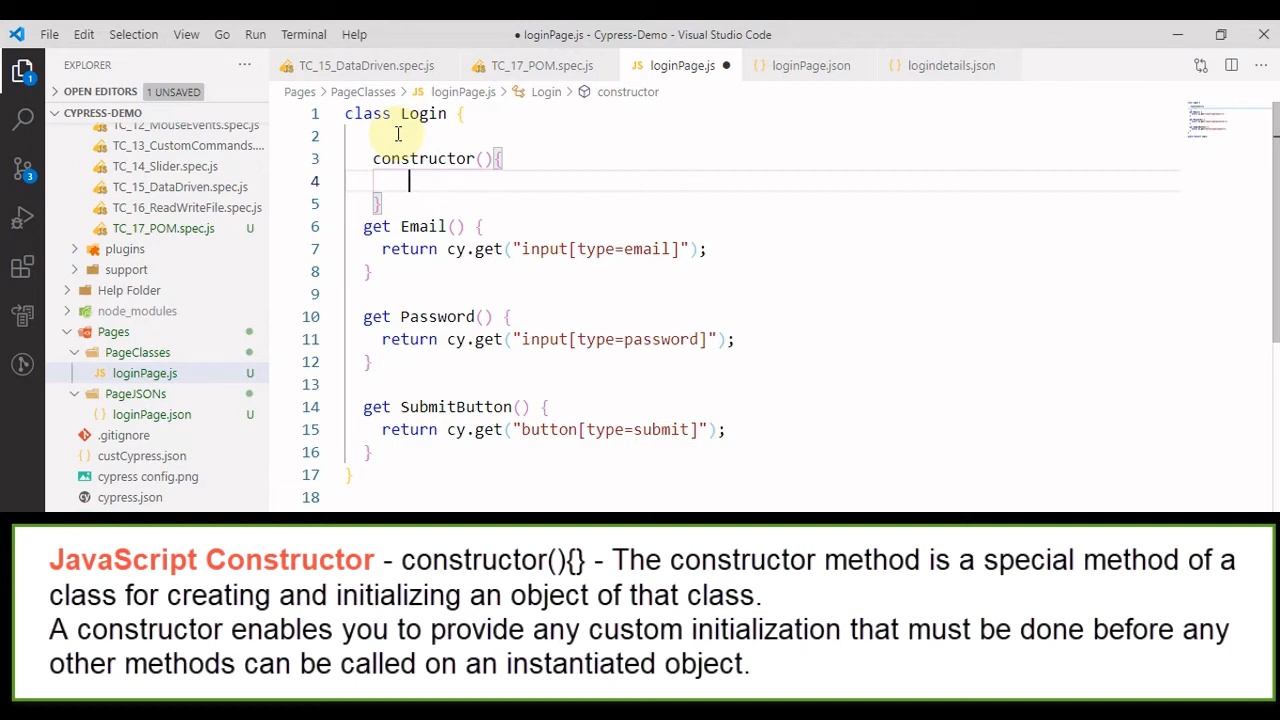 File Edit Selection View Run Terminal Help ● loginPage.js - Cypress-Demo - Visual Studio Code
EXPLORER ...
OPEN EDITORS 1 UNSAVED
CYPRESS-DEMO
TC_12_MouseEvents.spec.js
TC_13_CustomCommands....
TC_14_Slider.spec.js
TC_15_DataDriven.spec.js
TC_16_ReadWriteFile.spec.js
TC_17_POM.spec.js U
plugins
support
Help Folder
node_modules
Pages
PageClasses
JS loginPage.js U
PageJSONs
{} loginPage.json U
.gitignore
custCypress.json
cypress config.png
cypress.json
1
3
TC_15_DataDriven.spec.js TC_17_POM.spec.js JS loginPage.js ● {} loginPage.json {} logindetails.json ...
Pages > PageClasses > JS loginPage.js > Login > constructor
1 class Login {
2
3 constructor(){
4
5 }
6 get Email() {
7 return cy.get("input[type=email]");
8 }
9
10 get Password() {
11 return cy.get("input[type=password]");
12 }
13
14 get SubmitButton() {
15 return cy.get("button[type=submit]");
16 }
17 }
18
JavaScript Constructor - constructor(){} - The constructor method is a special method of a
class for creating and initializing an object of that class.
A constructor enables you to provide any custom initialization that must be done before any
other methods can be called on an instantiated object.